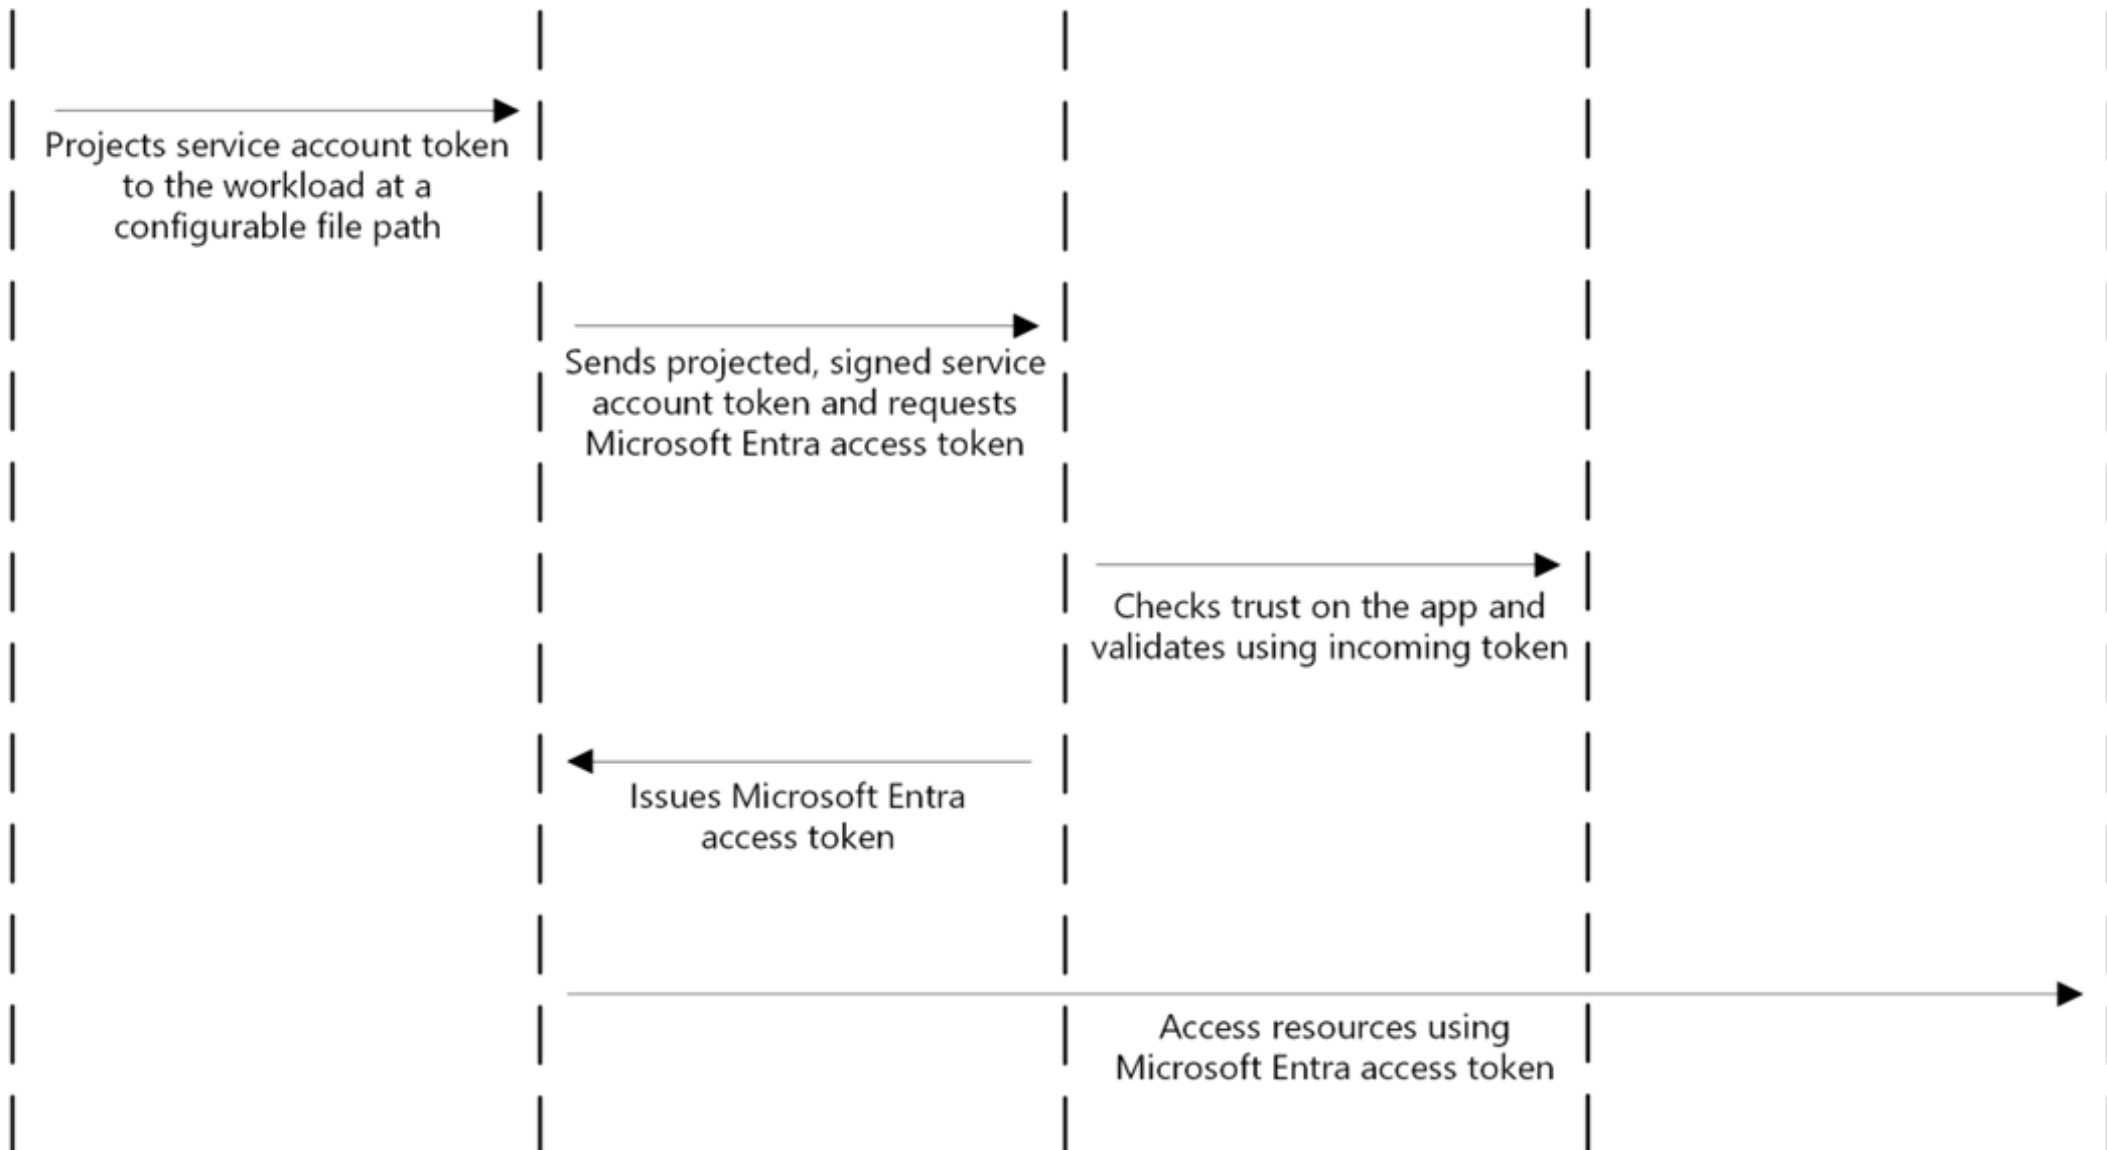 Projects service account token
to the workload at a
configurable file path
Sends projected, signed service
account token and requests
Microsoft Entra access token
Checks trust on the app and
validates using incoming token
Issues Microsoft Entra
access token
Access resources using
Microsoft Entra access token